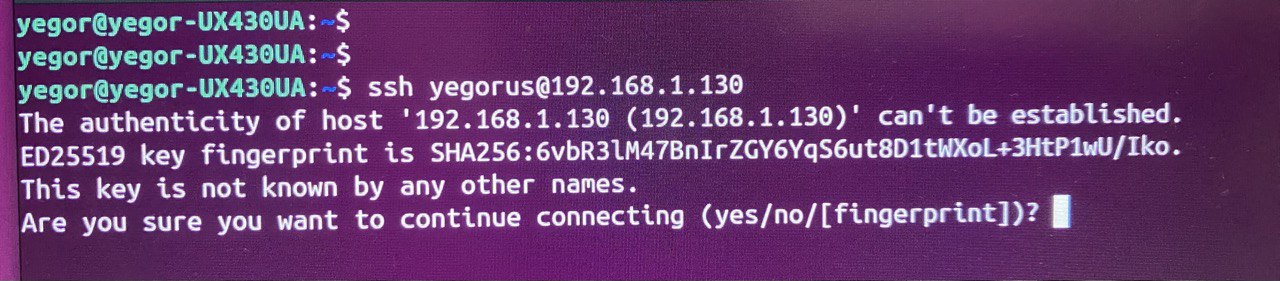 yegor@yegor-UX430UA:~$
yegor@yegor-UX430UA:~$
yegor@yegor-UX430UA:~$ ssh yegorus@192.168.1.130
The authenticity of host '192.168.1.130 (192.168.1.130)' can't be established.
ED25519 key fingerprint is SHA256:6vbR3lM47BnIrZGY6YqS6ut8D1tWXoL+3HtP1wU/Iko.
This key is not known by any other names.
Are you sure you want to continue connecting (yes/no/[fingerprint])?